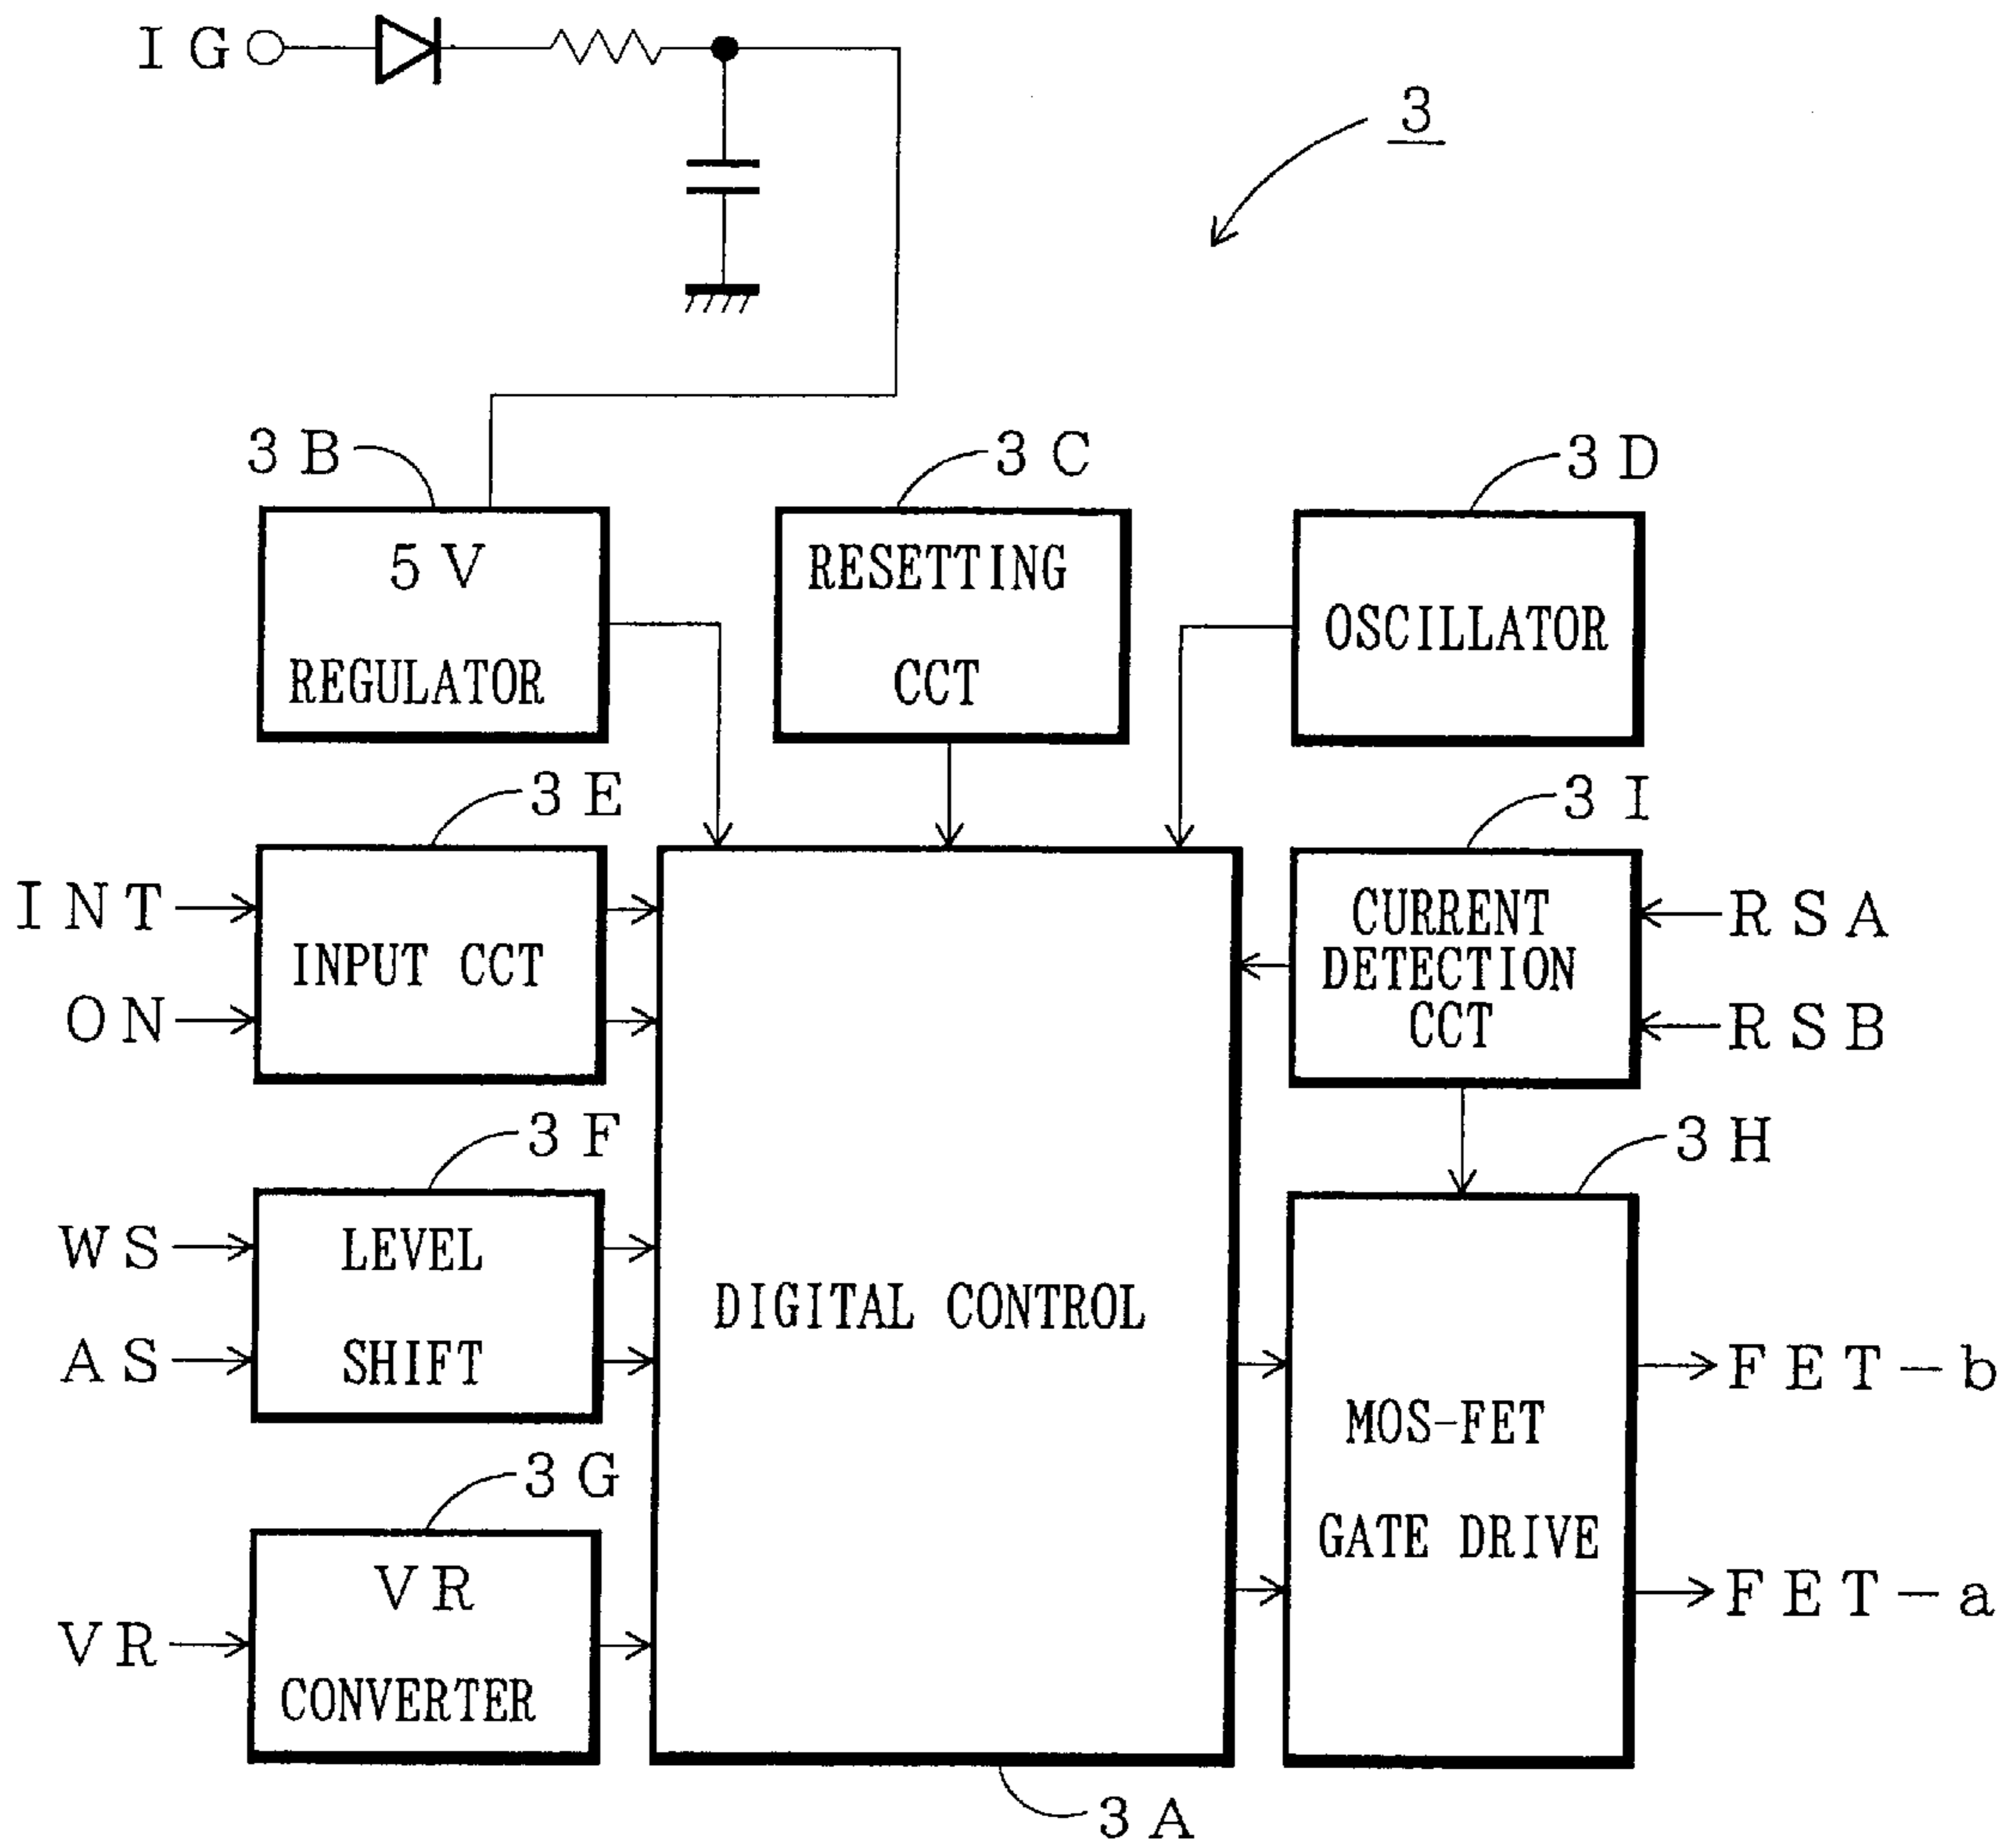 IG
3
3B
3C
3D
5V
REGULATOR
RESETTING
CCT
OSCILLATOR
3E
3I
INT
ON
INPUT CCT
CURRENT
DETECTION
CCT
RSA
RSB
3F
3H
WS
AS
LEVEL
SHIFT
DIGITAL CONTROL
MOS-FET
GATE DRIVE
FET-b
FET-a
3G
VR
VR
CONVERTER
3A